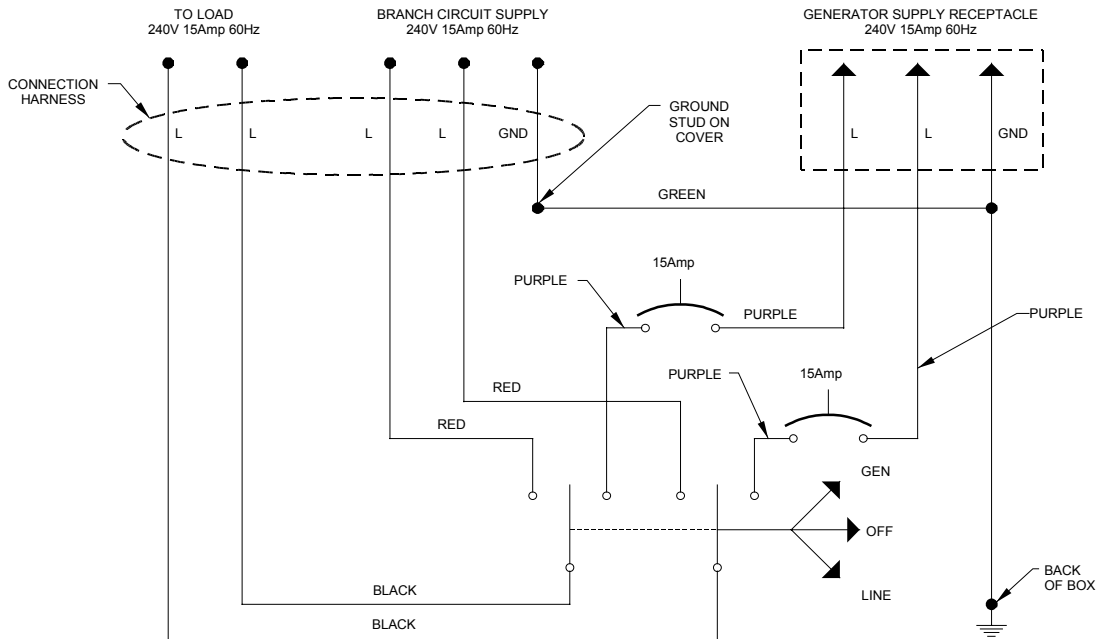 TO LOAD
240V 15Amp 60Hz
BRANCH CIRCUIT SUPPLY
240V 15Amp 60Hz
GENERATOR SUPPLY RECEPTACLE
240V 15Amp 60Hz
CONNECTION
HARNESS
L
L
L
L
GND
GROUND
STUD ON
COVER
L
L
GND
GREEN
15Amp
PURPLE
PURPLE
PURPLE
RED
PURPLE
15Amp
RED
GEN
OFF
LINE
BLACK
BLACK
BACK
OF BOX